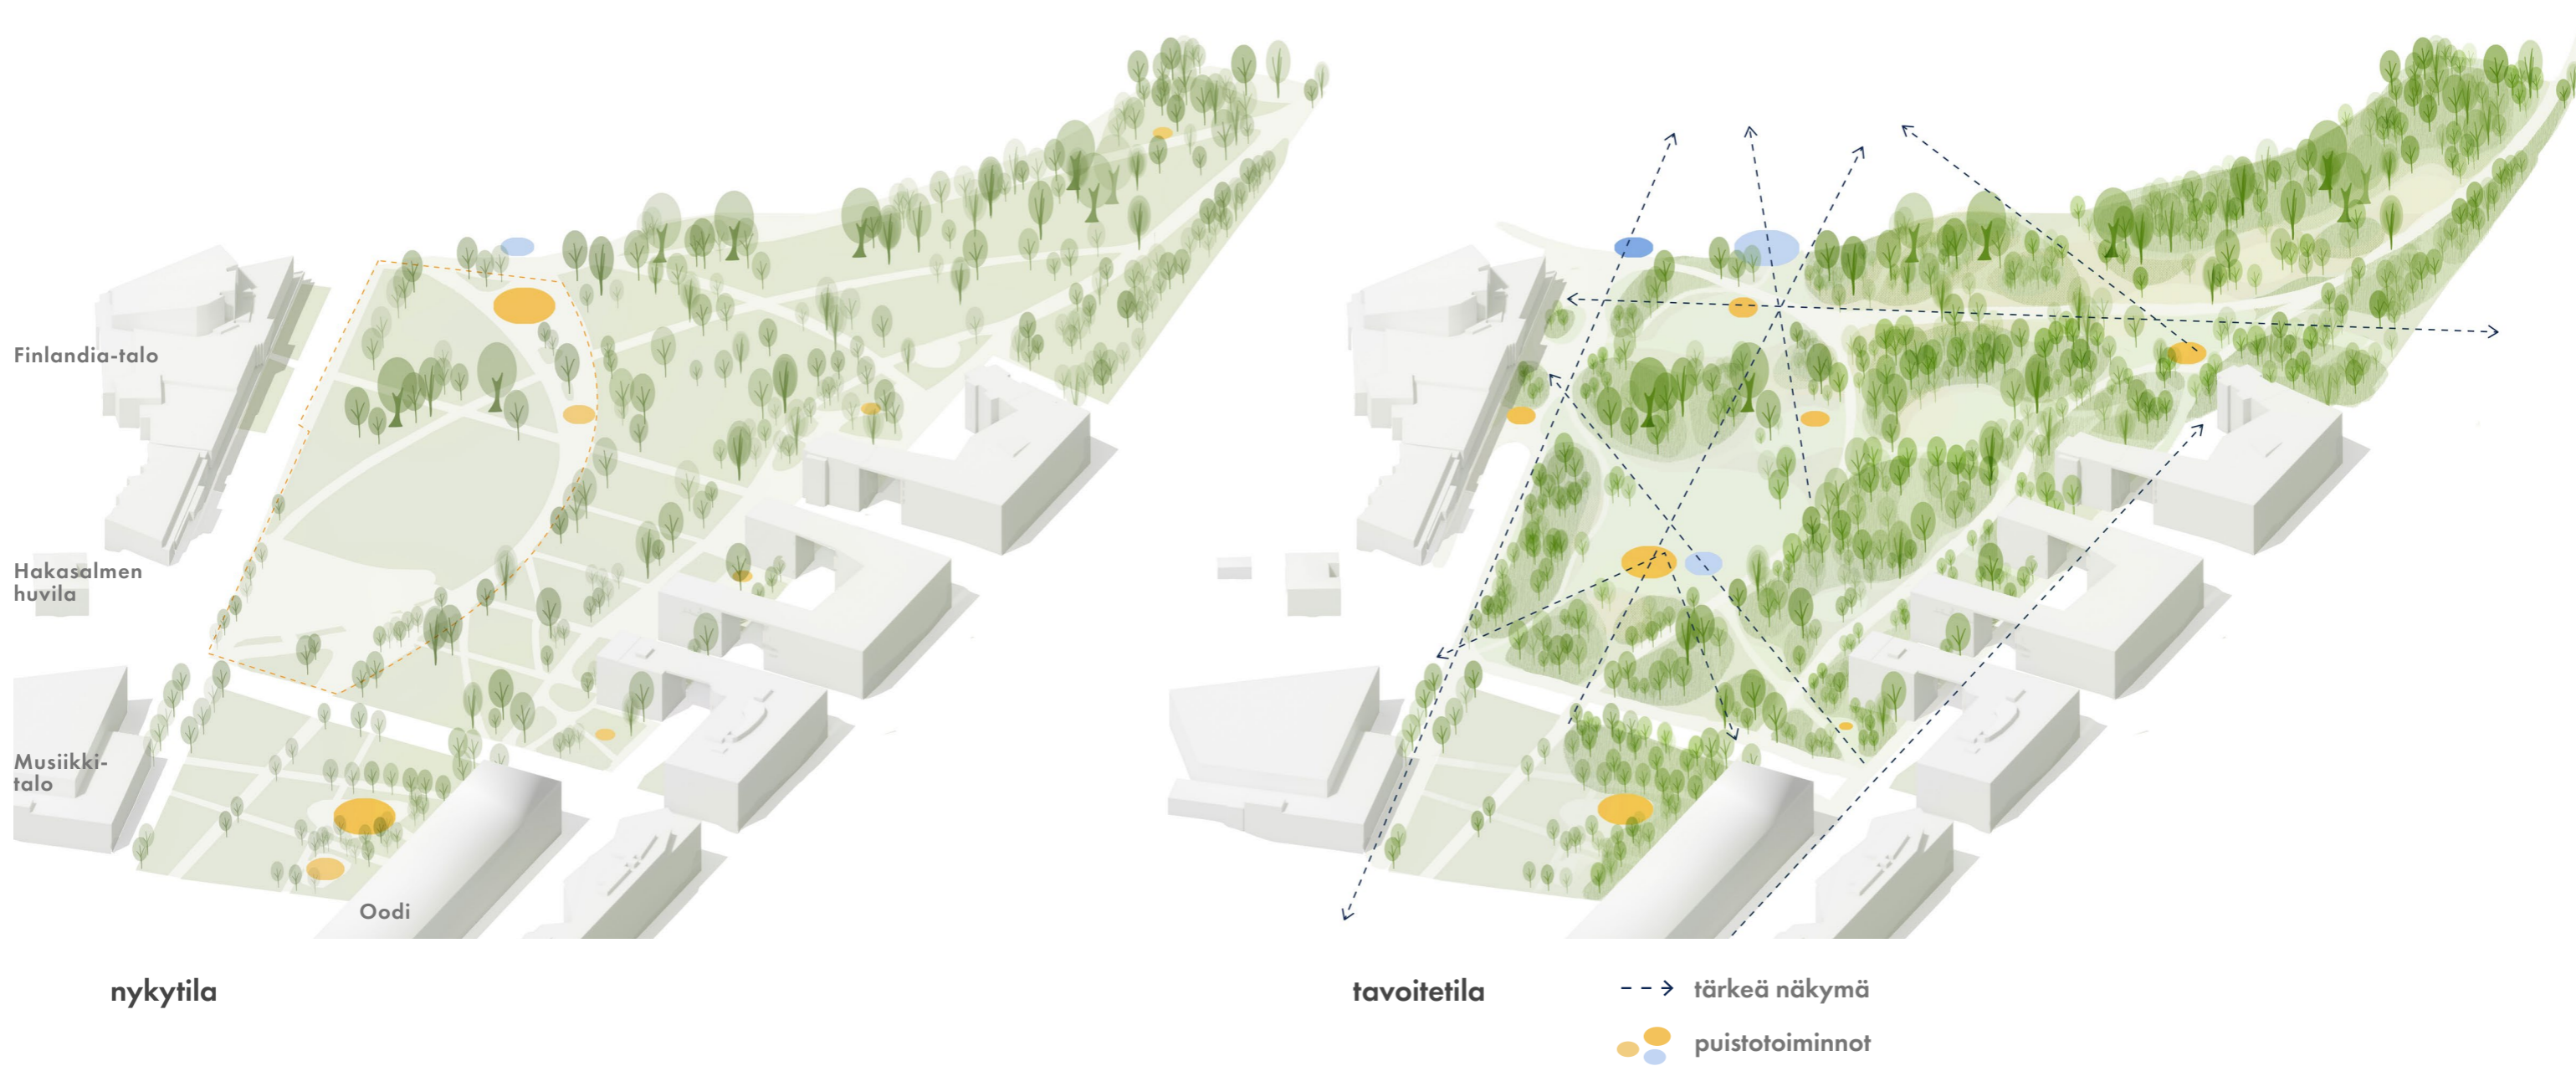 Finlandia-talo
Hakasalmen
huvila
Musiikki-
talo
Oodi
nykytila
tavoitetila
tärkeä näkymä
puistotoiminnot